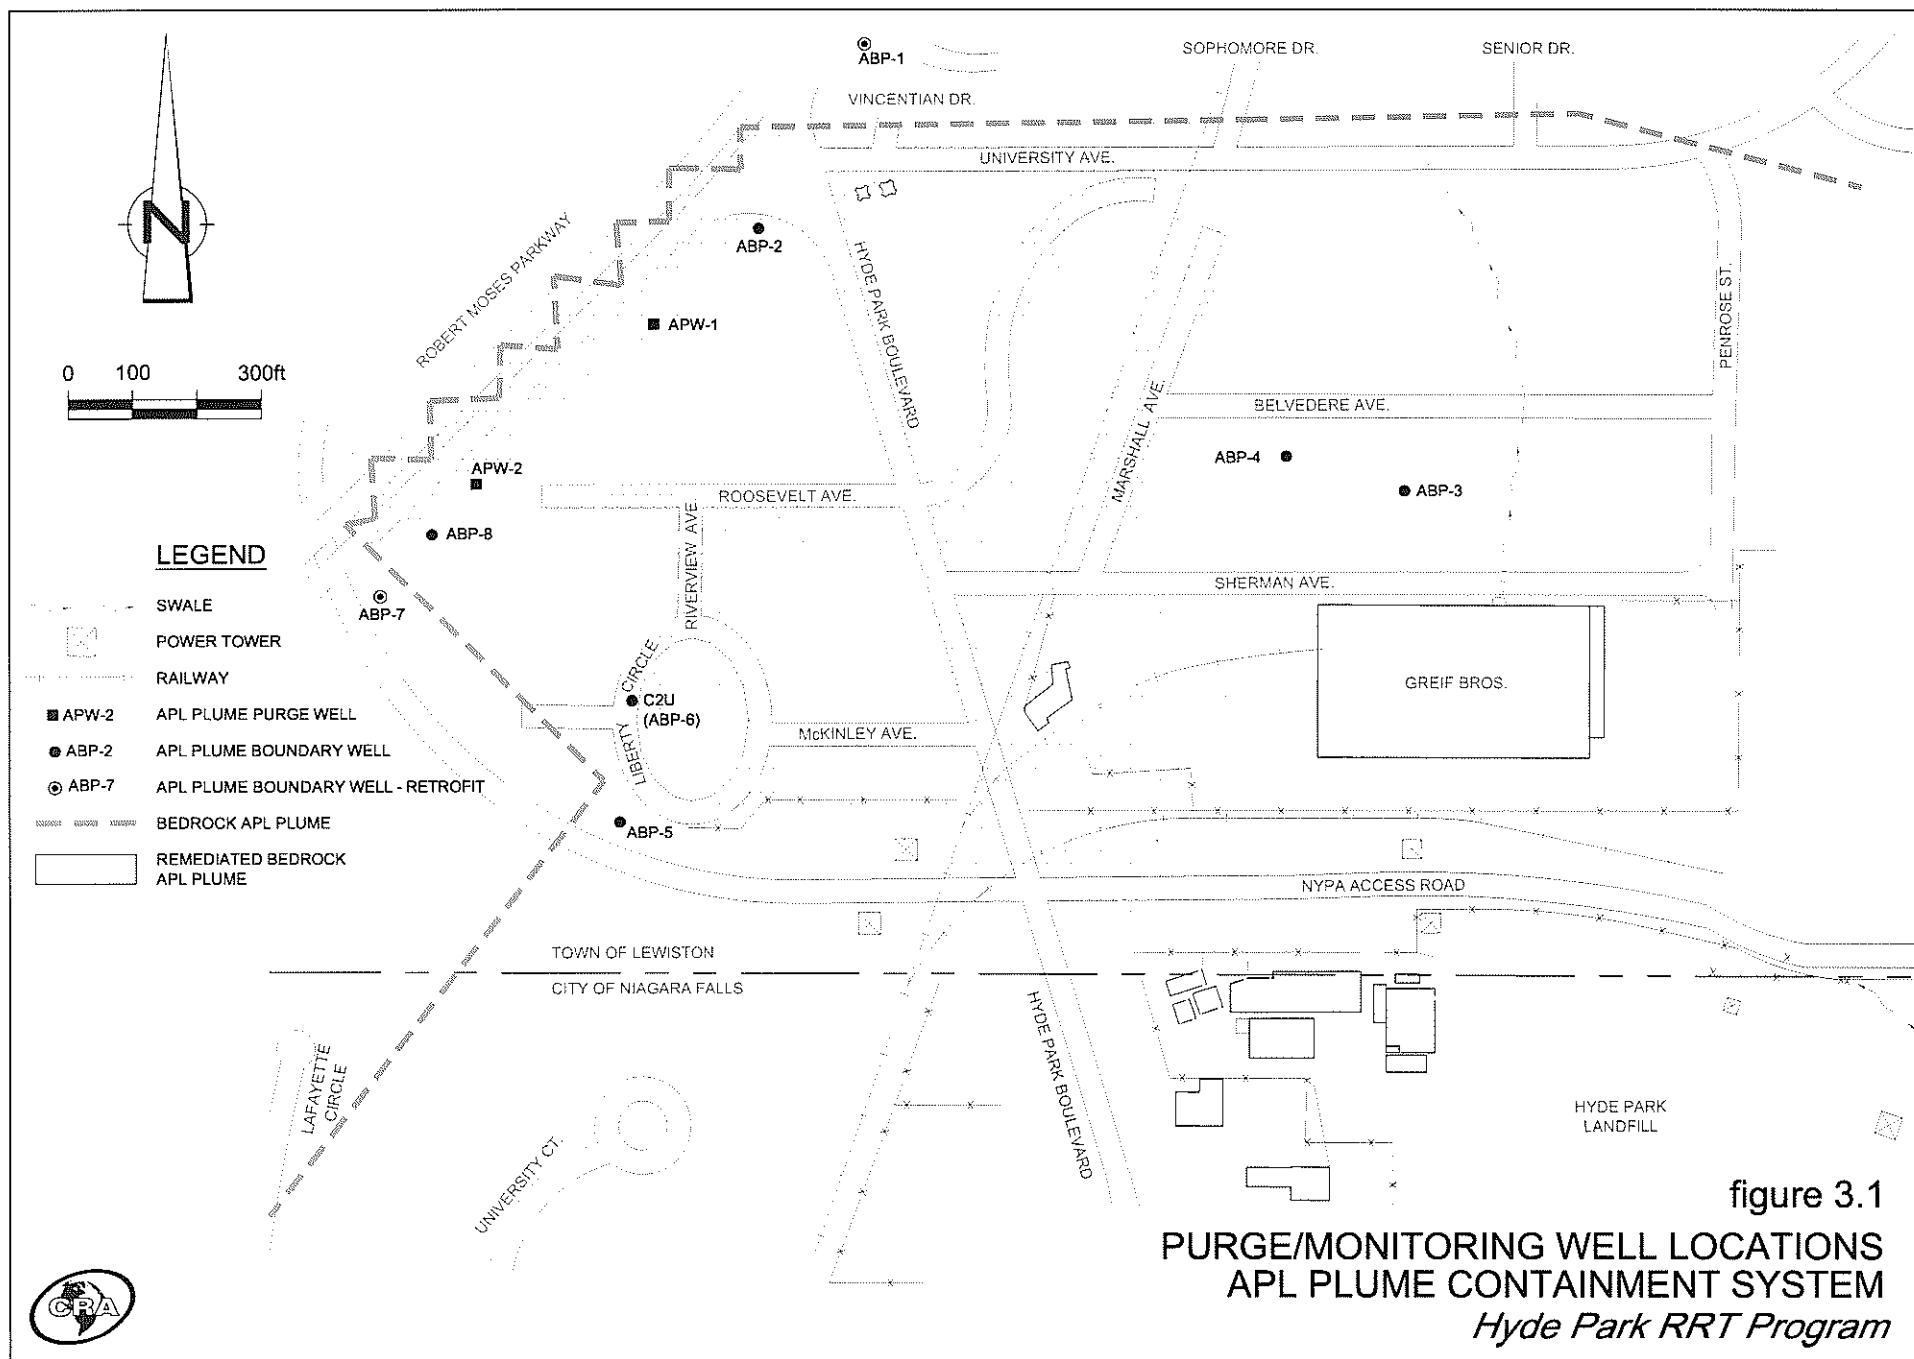 ABP-1
SOPHOMORE DR.
SENIOR DR.
VINCENTIAN DR.
UNIVERSITY AVE.
N
ROBERT MOSES PARKWAY
ABP-2
HYDE PARK BOULEVARD
PENROSE ST.
APW-1
0 100 300ft
MARSHALL AVE.
BELVEDERE AVE.
ABP-4
ABP-3
APW-2
ROOSEVELT AVE.
ABP-8
RIVERVIEW AVE
SHERMAN AVE.
ABP-7
LIBERTY CIRCLE
C2U
(ABP-6)
McKINLEY AVE.
GREIF BROS.
ABP-5
NYPA ACCESS ROAD
LEGEND
SWALE
POWER TOWER
RAILWAY
APW-2 APL PLUME PURGE WELL
ABP-2 APL PLUME BOUNDARY WELL
ABP-7 APL PLUME BOUNDARY WELL - RETROFIT
BEDROCK APL PLUME
REMEDIATED BEDROCK
APL PLUME
TOWN OF LEWISTON
CITY OF NIAGARA FALLS
HYDE PARK BOULEVARD
LAFAYETTE
CIRCLE
UNIVERSITY CT.
HYDE PARK
LANDFILL
figure 3.1
PURGE/MONITORING WELL LOCATIONS
APL PLUME CONTAINMENT SYSTEM
Hyde Park RRT Program
CRA